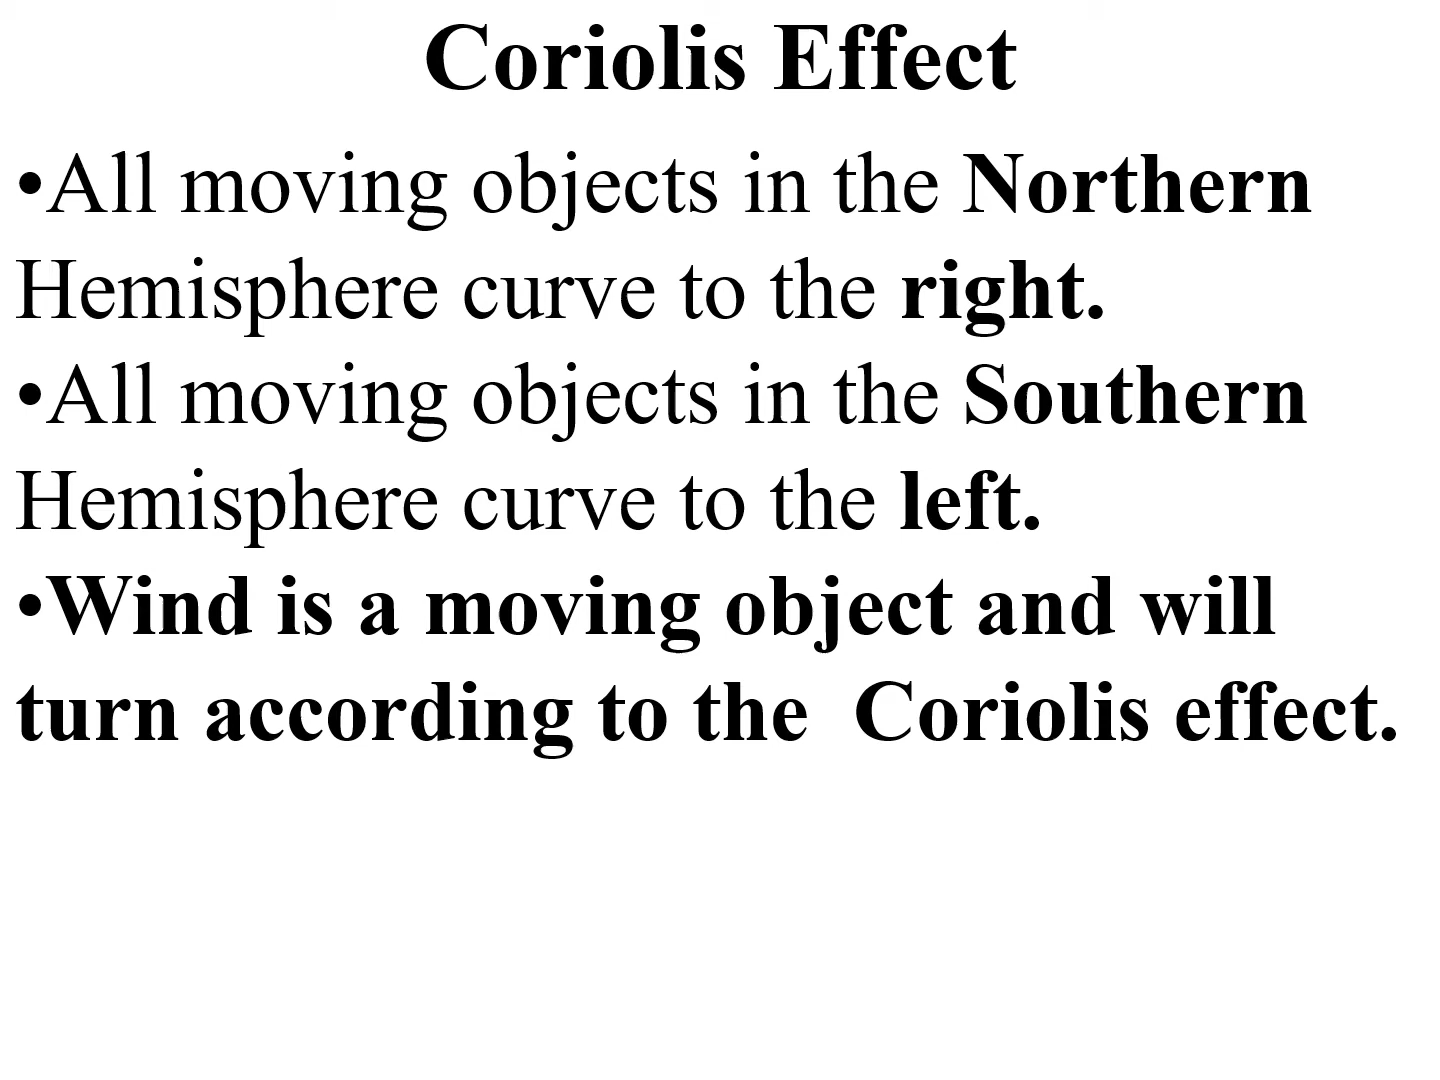 Coriolis Effect
•All moving objects in the Northern
Hemisphere curve to the right.
•All moving objects in the Southern
Hemisphere curve to the left.
•Wind is a moving object and will
turn according to the  Coriolis effect.